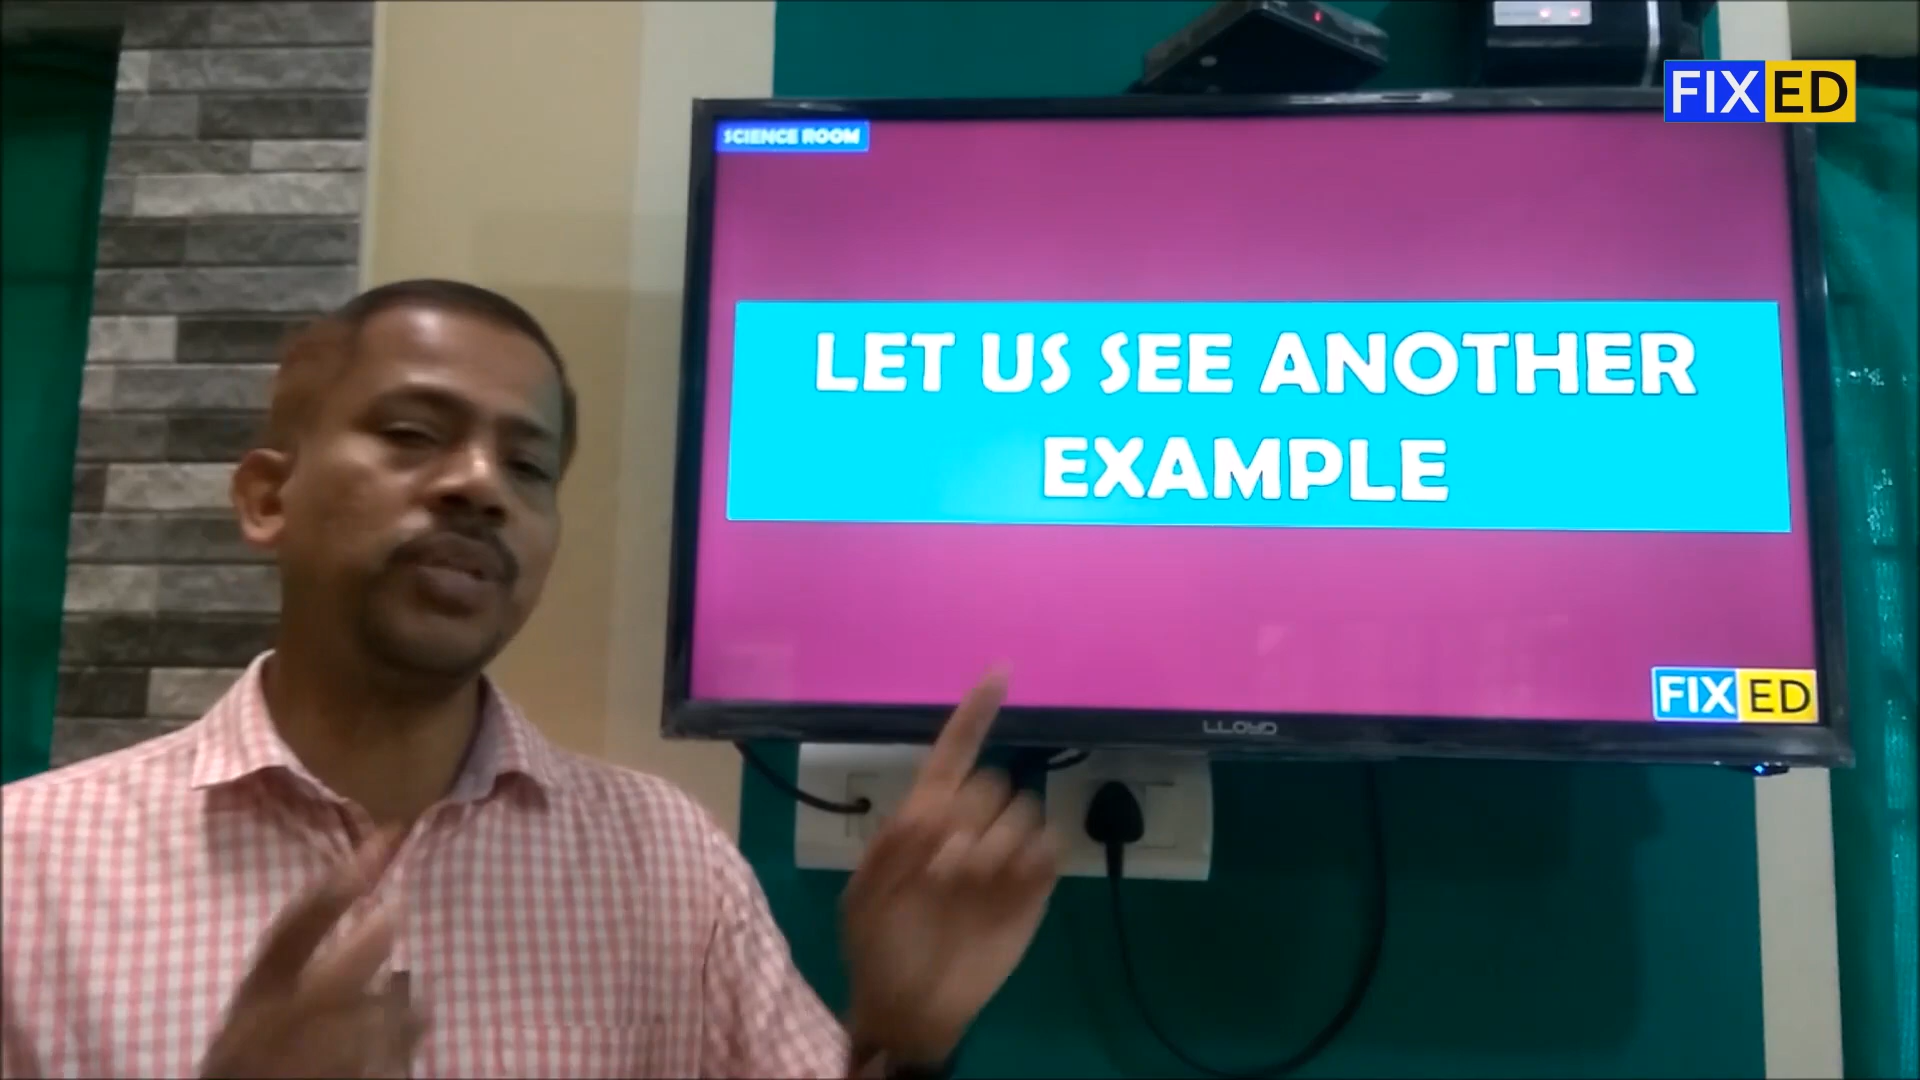 FIXED
SCIENCE ROOM
LET US SEE ANOTHER
EXAMPLE
FIXED
LLOYD